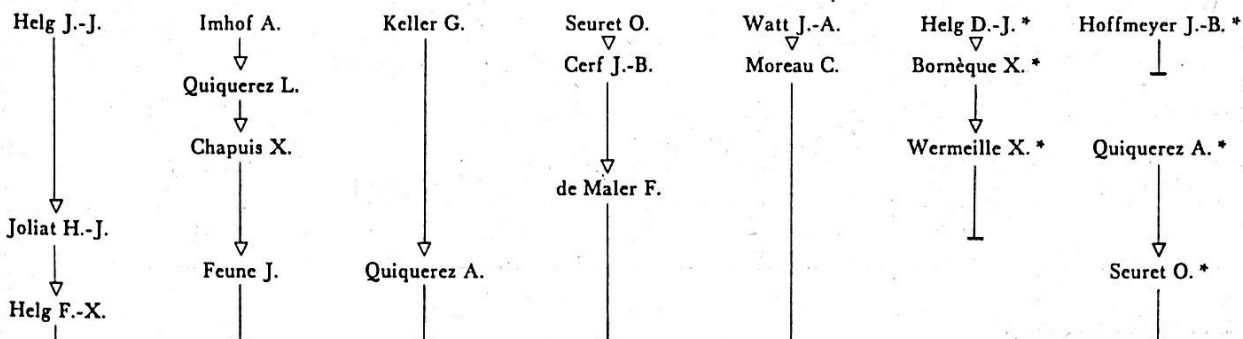 Helg J.-J. Imhof A. Keller G. Seuret O. Watt J.-A. Helg D.-J. * Hoffmeyer J.-B. *
Quiquerez L. Cerf J.-B. Moreau C. Bornèque X. *
Chapuis X. Wermeille X. * Quiquerez A. *
de Maler F.
Joliat H.-J.
Feune J. Quiquerez A. Seuret O. *
Helg F.-X.